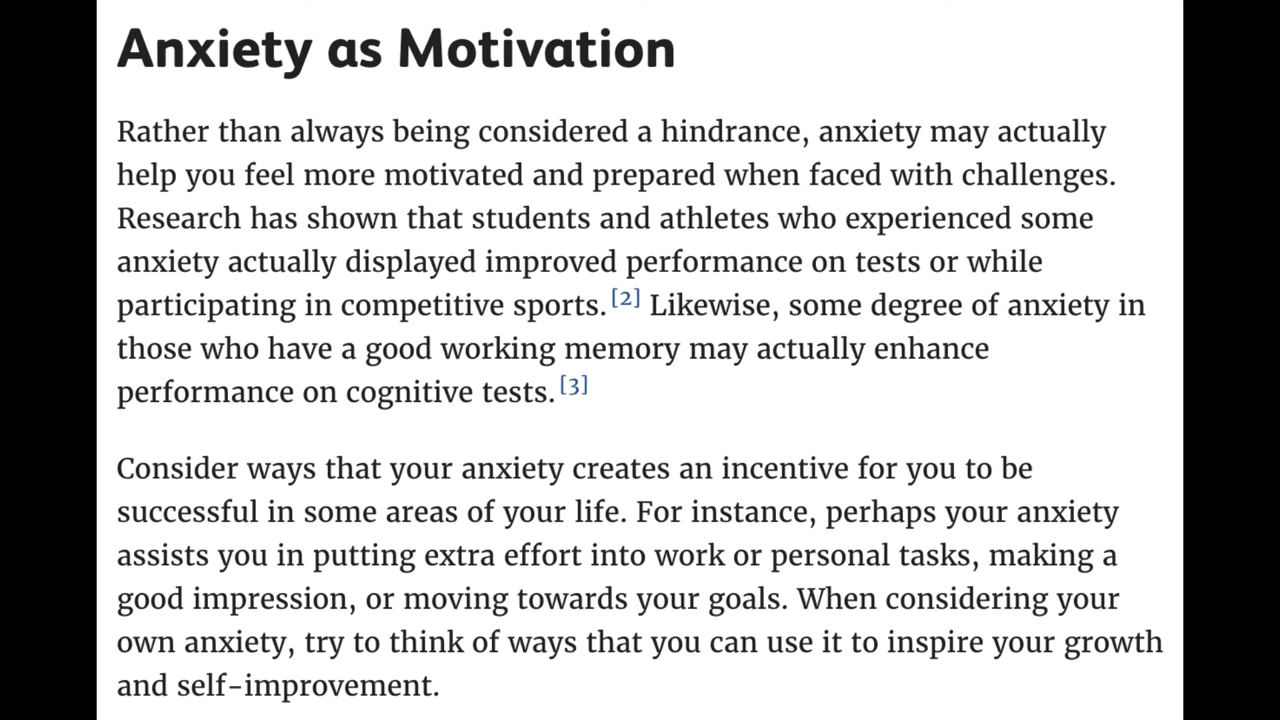 Anxiety as Motivation
Rather than always being considered a hindrance, anxiety may actually
help you feel more motivated and prepared when faced with challenges.
Research has shown that students and athletes who experienced some
anxiety actually displayed improved performance on tests or while
participating in competitive sports.[2] Likewise, some degree of anxiety in
those who have a good working memory may actually enhance
performance on cognitive tests.[3]
Consider ways that your anxiety creates an incentive for you to be
successful in some areas of your life. For instance, perhaps your anxiety
assists you in putting extra effort into work or personal tasks, making a
good impression, or moving towards your goals. When considering your
own anxiety, try to think of ways that you can use it to inspire your growth
and self-improvement.